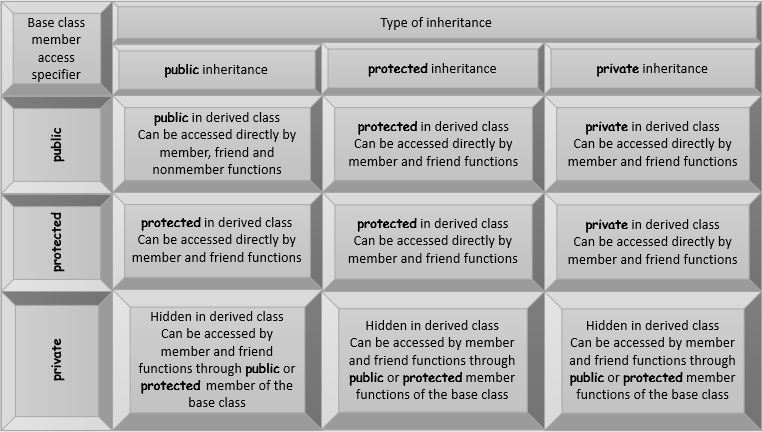 Base class
member
access
specifier
Type of inheritance
public inheritance
protected inheritance
private inheritance
public
public in derived class
Can be accessed directly by
member, friend and
nonmember functions
protected in derived class
Can be accessed directly by
member and friend functions
private in derived class
Can be accessed directly by
member and friend functions
protected
protected in derived class
Can be accessed directly by
member and friend functions
protected in derived class
Can be accessed directly by
member and friend functions
private in derived class
Can be accessed directly by
member and friend functions
private
Hidden in derived class
Can be accessed by
member and friend
functions through public or
protected member of the
base class
Hidden in derived class
Can be accessed by member
and friend functions through
public or protected member
functions of the base class
Hidden in derived class
Can be accessed by member
and friend functions through
public or protected member
functions of the base class